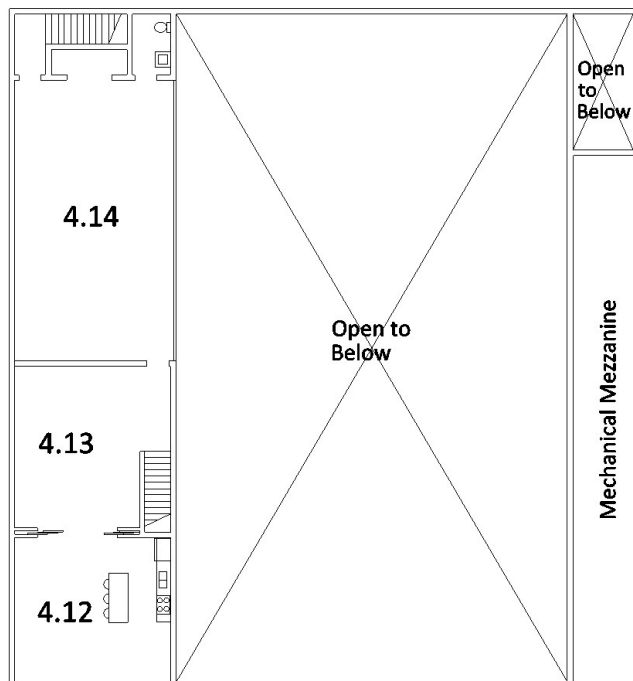 Open
to
Below
4.14
Open to
Below
Mechanical Mezzanine
4.13
4.12